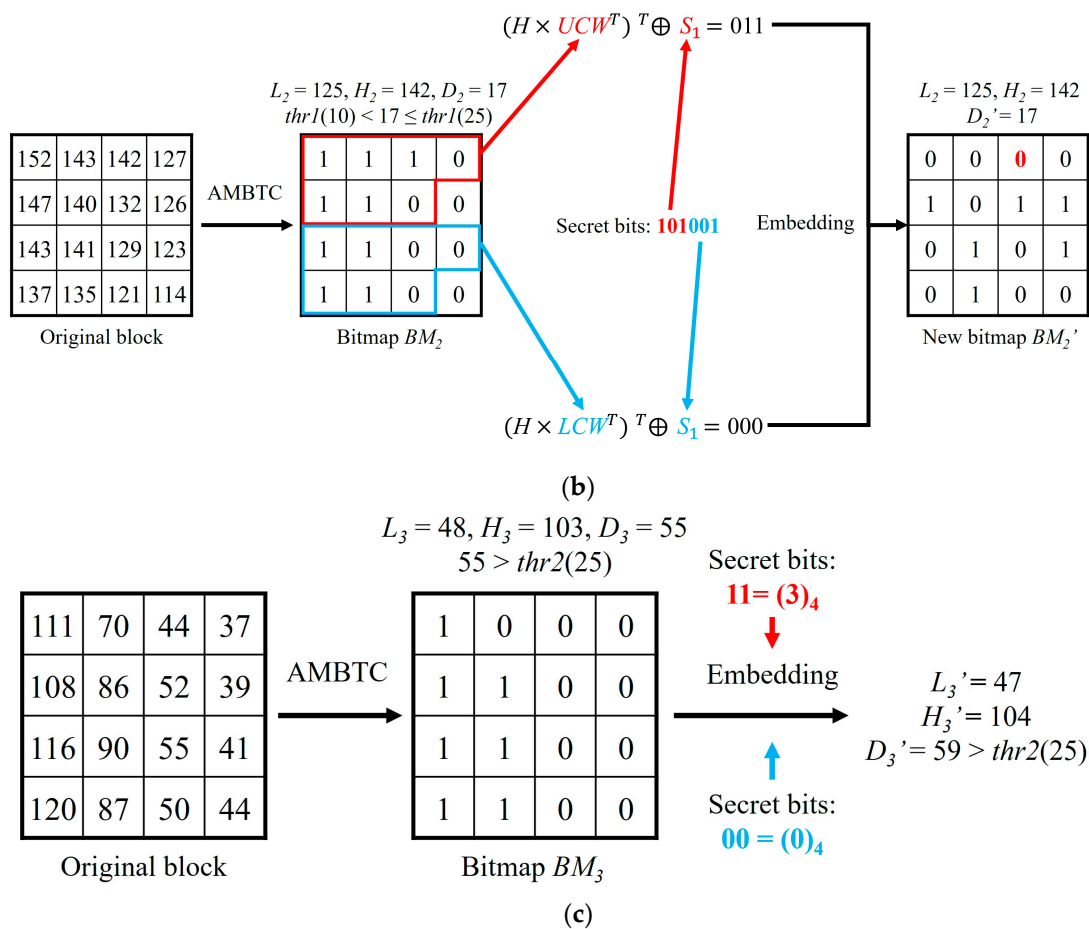 (H × UCWᵀ) ᵀ⊕ S₁ = 011
L₂ = 125, H₂ = 142, D₂ = 17
thr1(10) < 17 ≤ thr1(25)
L₂ = 125, H₂ = 142
D₂’ = 17
152 143 142 127
147 140 132 126
143 141 129 123
137 135 121 114
Original block
AMBTC
1 1 1 0
1 1 0 0
1 1 0 0
1 1 0 0
Bitmap BM₂
Secret bits: 101001
Embedding
0 0 0 0
1 0 1 1
0 1 0 1
0 1 0 0
New bitmap BM₂’
(H × LCWᵀ) ᵀ⊕ S₁ = 000
(b)
L₃ = 48, H₃ = 103, D₃ = 55
55 > thr2(25)
111 70 44 37
108 86 52 39
116 90 55 41
120 87 50 44
Original block
AMBTC
1 0 0 0
1 1 0 0
1 1 0 0
1 1 0 0
Bitmap BM₃
Secret bits:
11= (3)₄
Embedding
Secret bits:
00 = (0)₄
L₃’ = 47
H₃’ = 104
D₃’ = 59 > thr2(25)
(c)